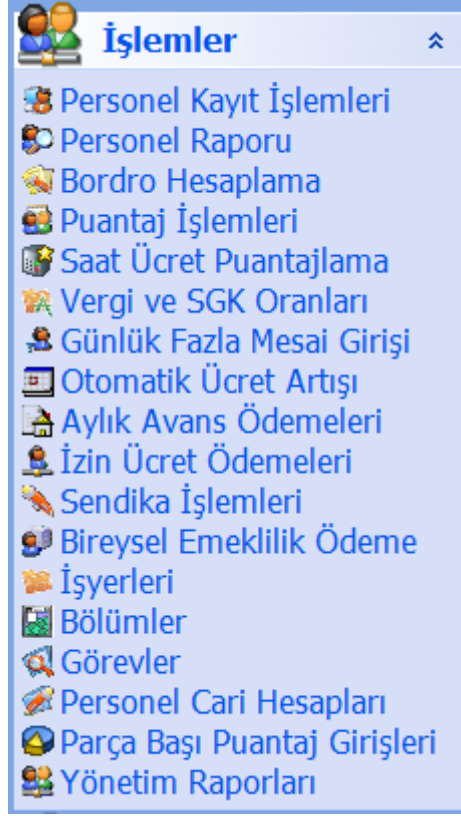 İşlemler
Personel Kayıt İşlemleri
Personel Raporu
Bordro Hesaplama
Puantaj İşlemleri
Saat Ücret Puantajlama
Vergi ve SGK Oranları
Günlük Fazla Mesai Girişi
Otomatik Ücret Artışı
Aylık Avans Ödemeleri
İzin Ücret Ödemeleri
Sendika İşlemleri
Bireysel Emeklilik Ödeme
İşyerleri
Bölümler
Görevler
Personel Cari Hesapları
Parça Başı Puantaj Girişleri
Yönetim Raporları